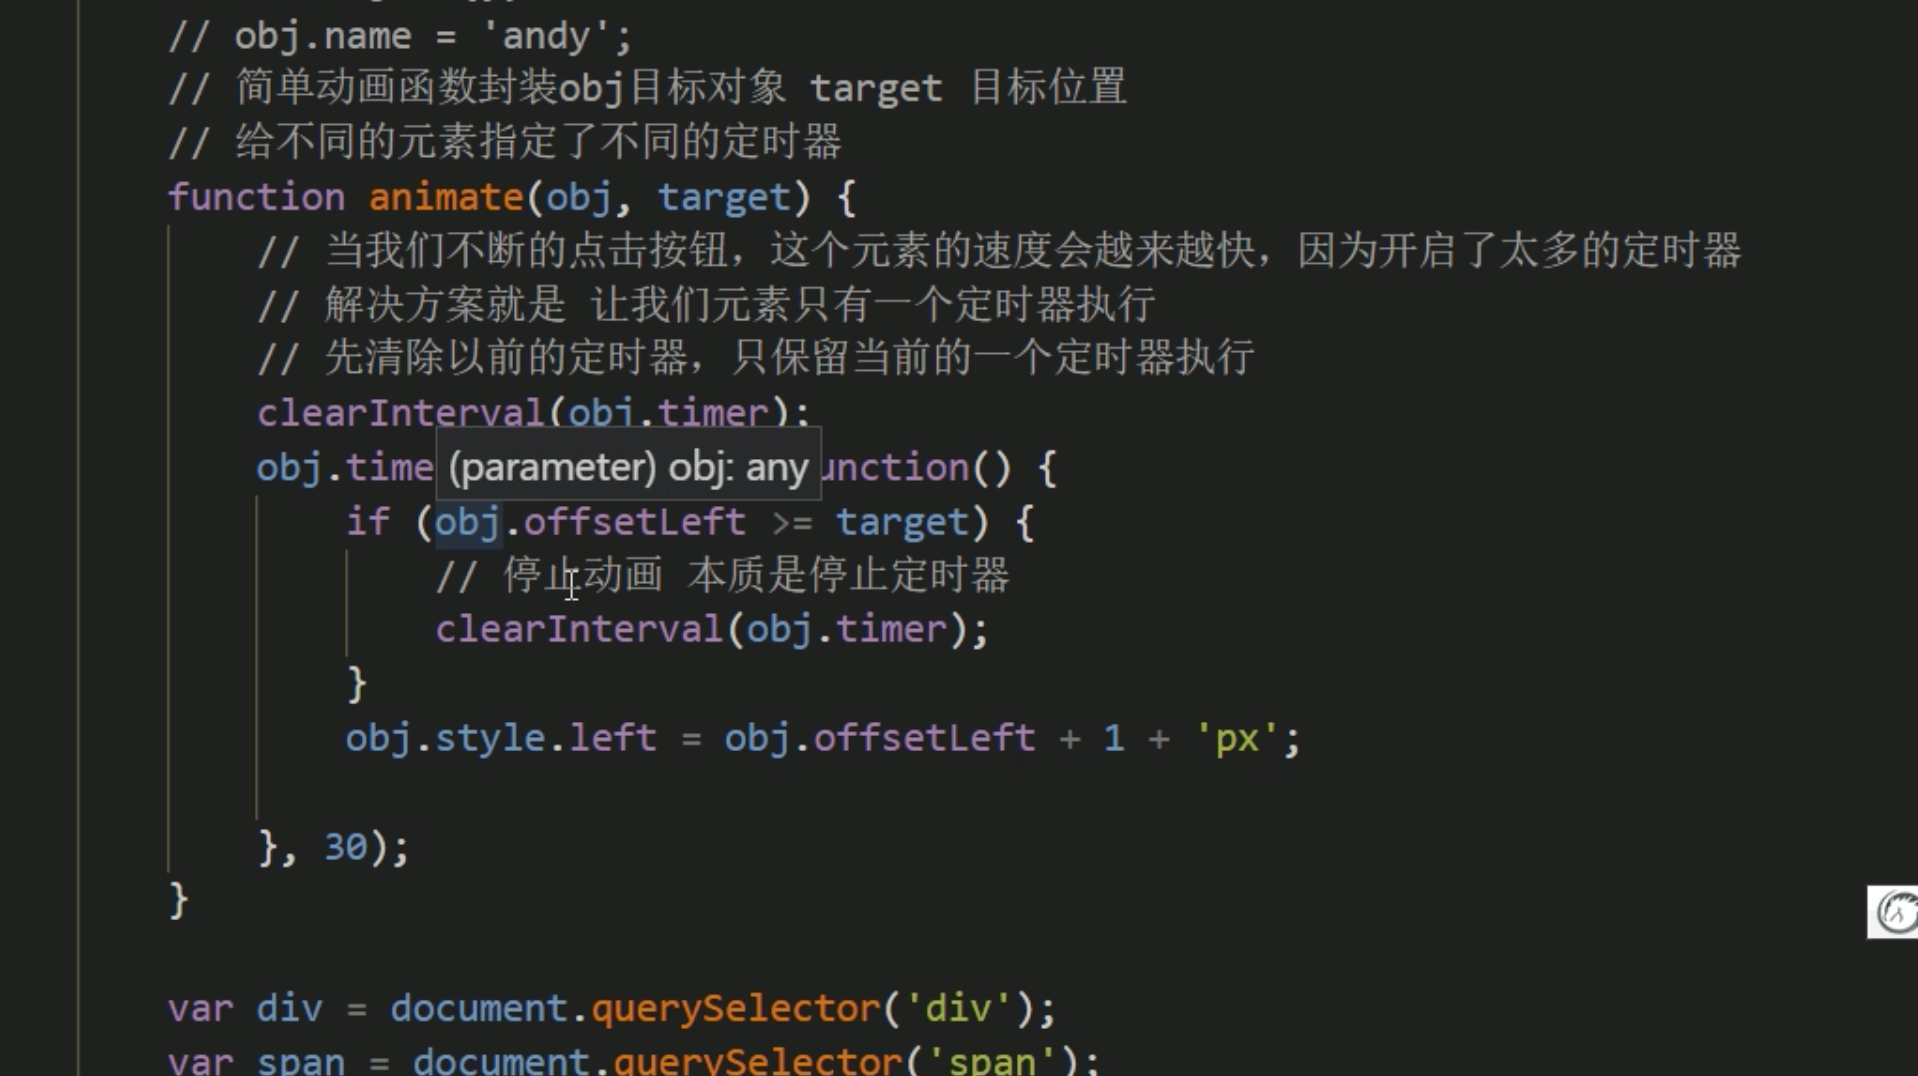 // obj.name = 'andy';
// 简单动画函数封装obj目标对象 target 目标位置
// 给不同的元素指定了不同的定时器
function animate(obj, target) {
// 当我们不断的点击按钮，这个元素的速度会越来越快，因为开启了太多的定时器
// 解决方案就是 让我们元素只有一个定时器执行
// 先清除以前的定时器，只保留当前的一个定时器执行
clearInterval(obj.timer);
obj.time (parameter) obj: any unction() {
if (obj.offsetLeft >= target) {
// 停止动画 本质是停止定时器
clearInterval(obj.timer);
}
obj.style.left = obj.offsetLeft + 1 + 'px';
}, 30);
}
var div = document.querySelector('div');
var span = document.querySelector('span');